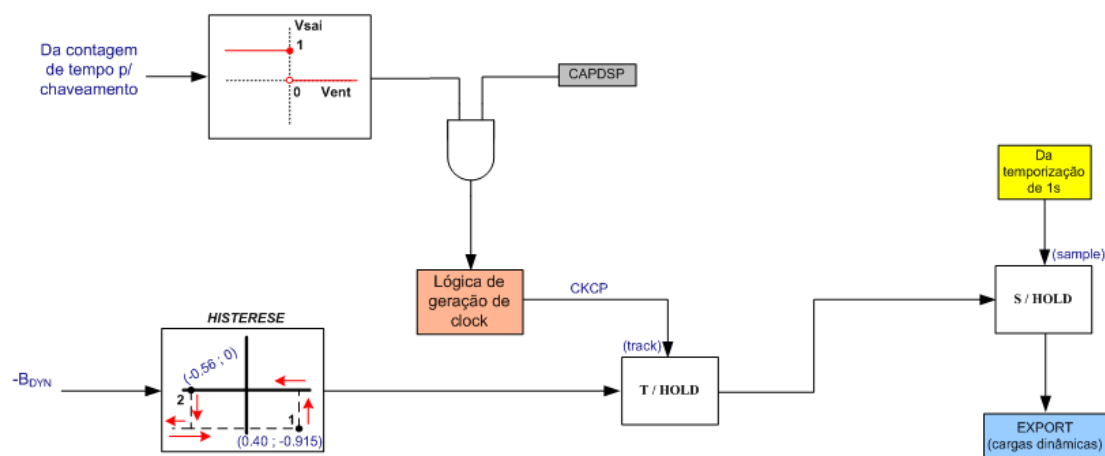 Vsai
1
Da contagem
de tempo p/
chaveamento
0
Vent
CAPDSP
Da
temporização
de 1s
(sample)
Lógica de
geração de
clock
CKCP
S / HOLD
HISTERESE
(track)
(-0.56 ; 0)
-BDYN
2
1
(0.40 ; -0.915)
T / HOLD
EXPORT
(cargas dinâmicas)